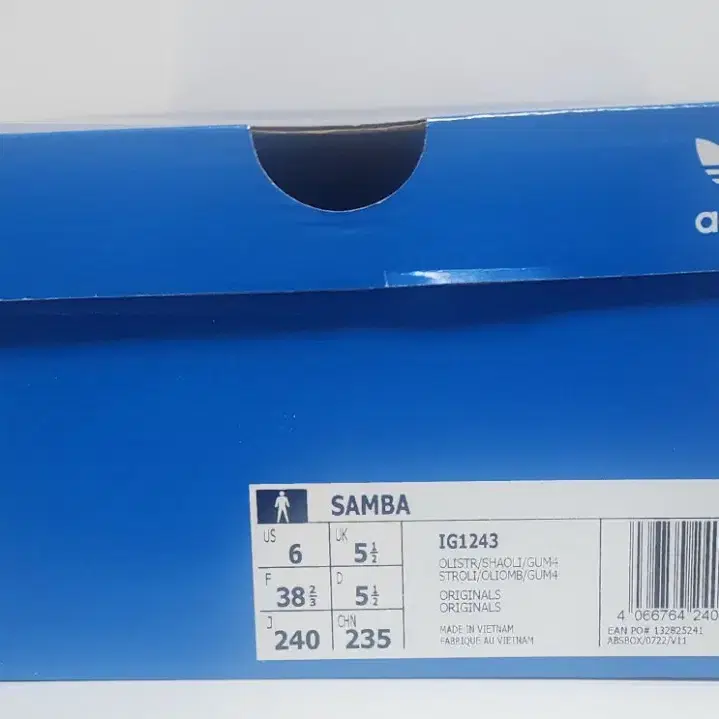 SAMBA
US 6 UK 5½
F 38⅔ D 5½
J 240 CHN 235
IG1243
OLISTR/SHAOLI/GUM4
STROLI/OLIOMB/GUM4
ORIGINALS
ORIGINALS
MADE IN VIETNAM
FABRIQUE AU VIETNAM
4 066764 240
EAN PO# 132825241
ABSBOX/0722/V11